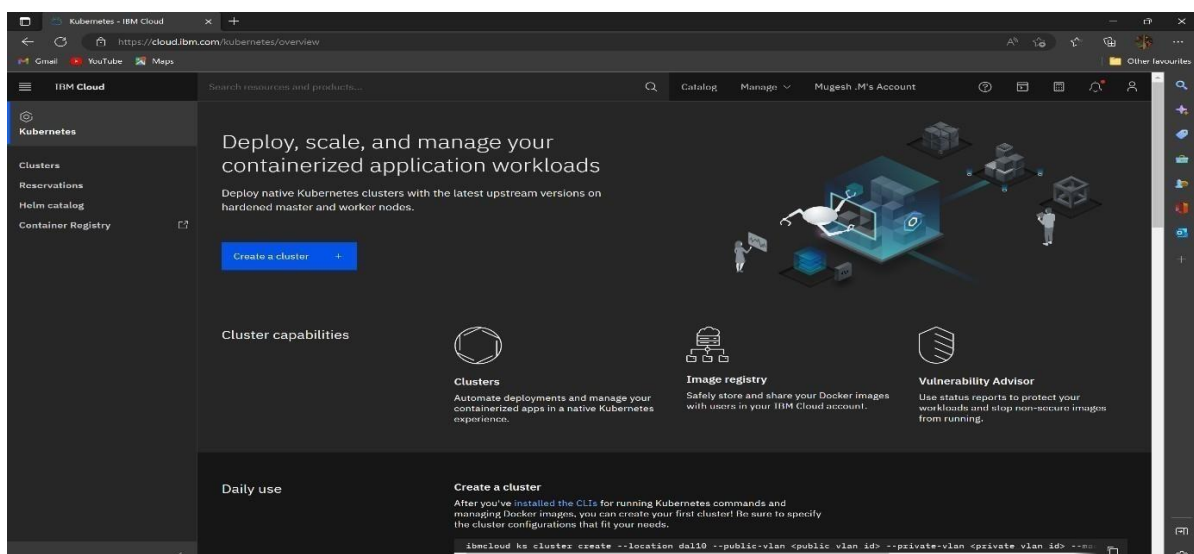 Kubernetes - IBM Cloud
https://cloud.ibm.com/kubernetes/overview
Gmail YouTube Maps Other favourites
IBM Cloud Search resources and products... Catalog Manage Mugesh .M's Account
Kubernetes
Clusters
Reservations
Helm catalog
Container Registry
Deploy, scale, and manage your
containerized application workloads
Deploy native Kubernetes clusters with the latest upstream versions on
hardened master and worker nodes.
Create a cluster +
Cluster capabilities
Clusters
Automate deployments and manage your
containerized apps in a native Kubernetes
experience.
Image registry
Safely store and share your Docker images
with users in your IBM Cloud account.
Vulnerability Advisor
Use status reports to protect your
workloads and stop non-secure images
from running.
Daily use
Create a cluster
After you've installed the CLIs for running Kubernetes commands and
managing Docker images, you can create your first cluster! Be sure to specify
the cluster configurations that fit your needs.
ibmcloud ks cluster create --location dal10 --public-vlan <public vlan id> --private-vlan <private vlan id>